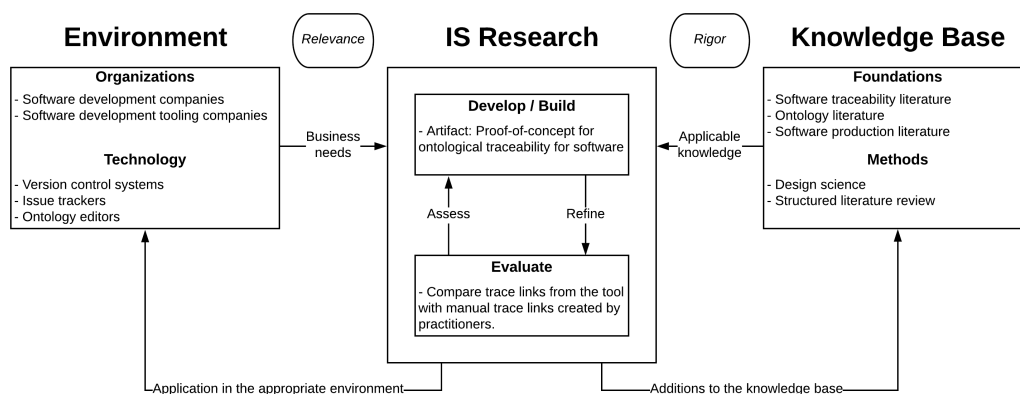 Environment
Relevance
IS Research
Rigor
Knowledge Base
Organizations
- Software development companies
- Software development tooling companies
Technology
- Version control systems
- Issue trackers
- Ontology editors
Business
needs
Develop / Build
- Artifact: Proof-of-concept for
ontological traceability for software
Assess
Refine
Evaluate
- Compare trace links from the tool
with manual trace links created by
practitioners.
Applicable
knowledge
Foundations
- Software traceability literature
- Ontology literature
- Software production literature
Methods
- Design science
- Structured literature review
Application in the appropriate environment
Additions to the knowledge base